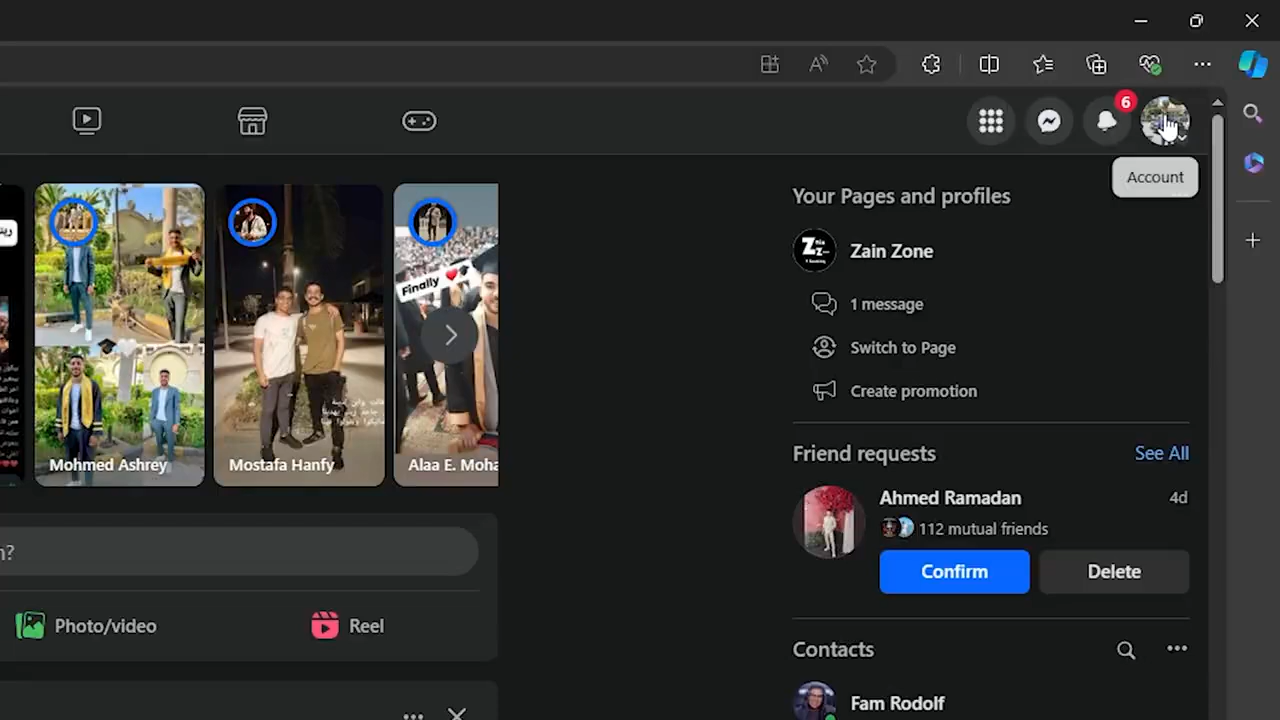 6
Account
Your Pages and profiles
Zain Zone
1 message
Switch to Page
Create promotion
Finally
Mohmed Ashrey
Mostafa Hanfy
Alaa E. Moha
Friend requests
See All
Ahmed Ramadan
4d
112 mutual friends
Confirm
Delete
n?
Photo/video
Reel
Contacts
Fam Rodolf